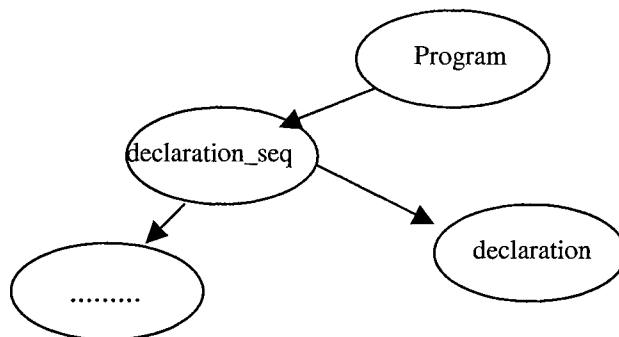 Program
declaration_seq
declaration
.........